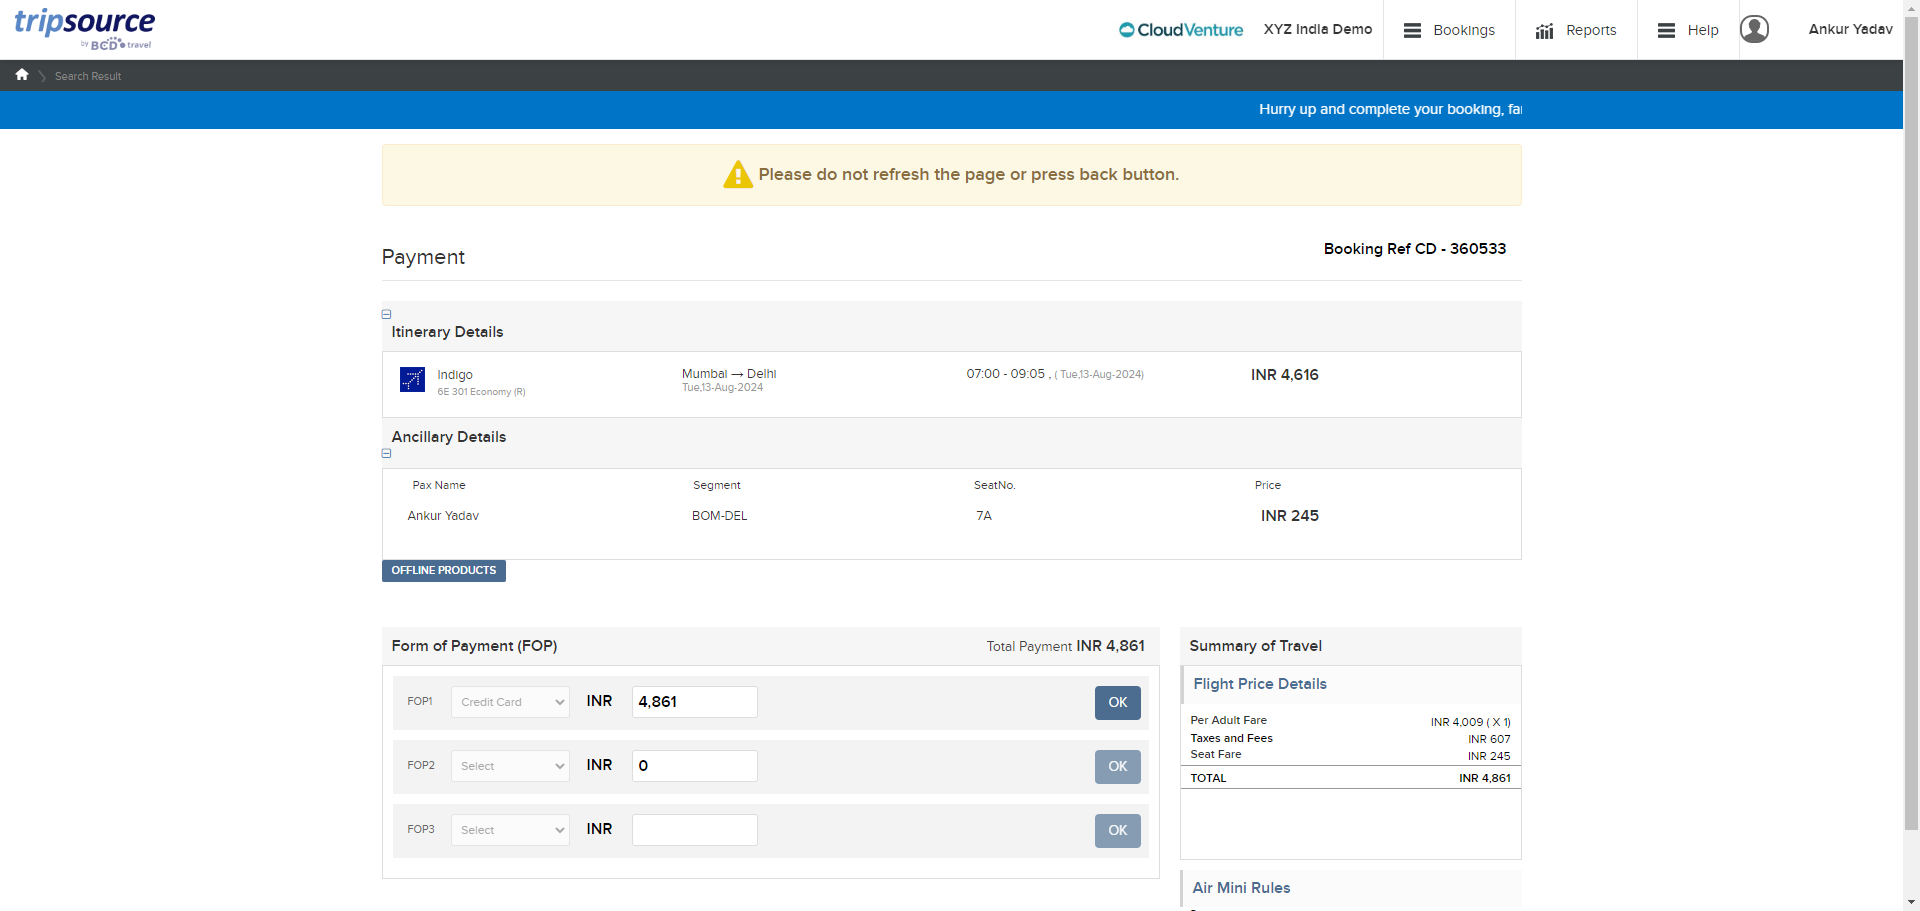 tripsource
by BCD travel
CloudVenture
XYZ India Demo
Bookings
Reports
Help
Ankur Yadav
Search Result
Hurry up and complete your booking,
Please do not refresh the page or press back button.
Payment
Booking Ref CD - 360533
Itinerary Details
Indigo
6E 301 Economy (R)
Mumbai → Delhi
Tue,13-Aug-2024
07:00 - 09:05 , ( Tue,13-Aug-2024)
INR 4,616
Ancillary Details
Pax Name Segment SeatNo. Price
Ankur Yadav BOM-DEL 7A INR 245
OFFLINE PRODUCTS
Form of Payment (FOP)
Total Payment INR 4,861
FOP1 Credit Card INR 4,861 OK
FOP2 Select INR 0 OK
FOP3 Select INR OK
Summary of Travel
Flight Price Details
Per Adult Fare INR 4,009 ( X 1)
Taxes and Fees INR 607
Seat Fare INR 245
TOTAL INR 4,861
Air Mini Rules